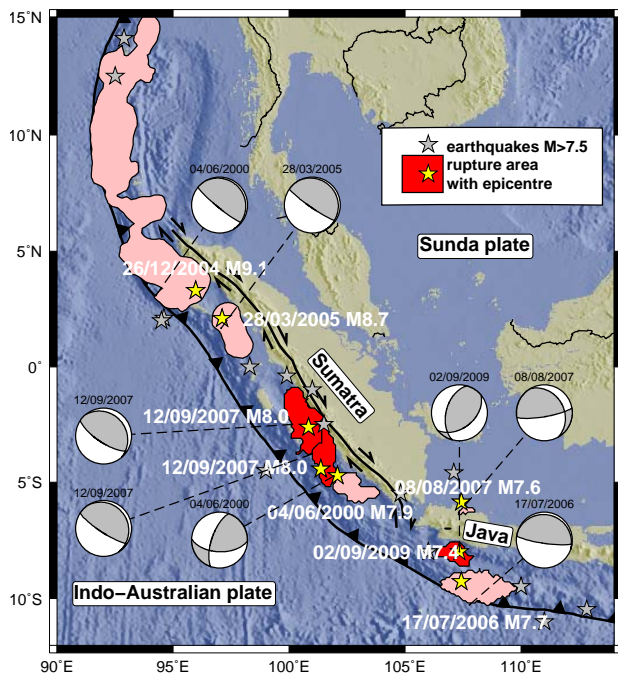 15˚N
10˚N
5˚N
0˚
5˚S
10˚S
90˚E
95˚E
100˚E
105˚E
110˚E
earthquakes M>7.5
rupture area
with epicentre
04/06/2000
28/03/2005
Sunda plate
26/12/2004 M9.1
28/03/2005 M8.7
Sumatra
12/09/2007
12/09/2007 M8.0
02/09/2009
08/08/2007
12/09/2007 M8.0
08/08/2007 M7.6
12/09/2007
04/06/2000
04/06/2000 M7.9
17/07/2006
Java
02/09/2009 M7.4
Indo−Australian plate
17/07/2006 M7.7